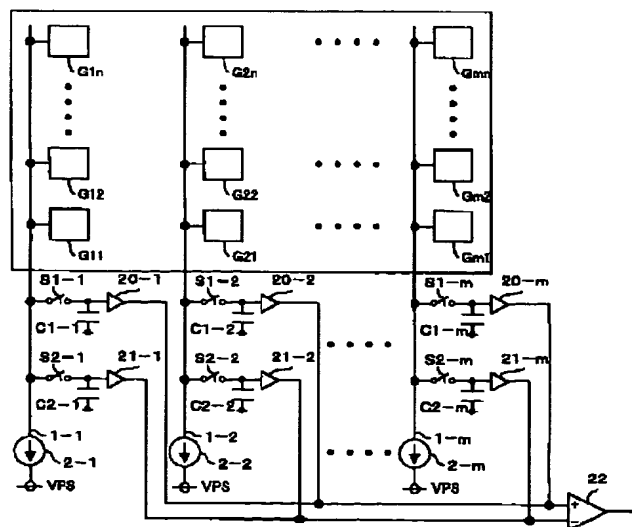 G1n G2n Gmn
G12 G22 Gm2
G11 G21 Gm1
S1-1 20-1 S1-2 20-2 S1-m 20-m
C1-1 C1-2 C1-m
S2-1 21-1 S2-2 21-2 S2-m 21-m
C2-1 C2-2 C2-m
1-1 1-2 1-m
2-1 2-2 2-m 22
VPS VPS VPS +
−